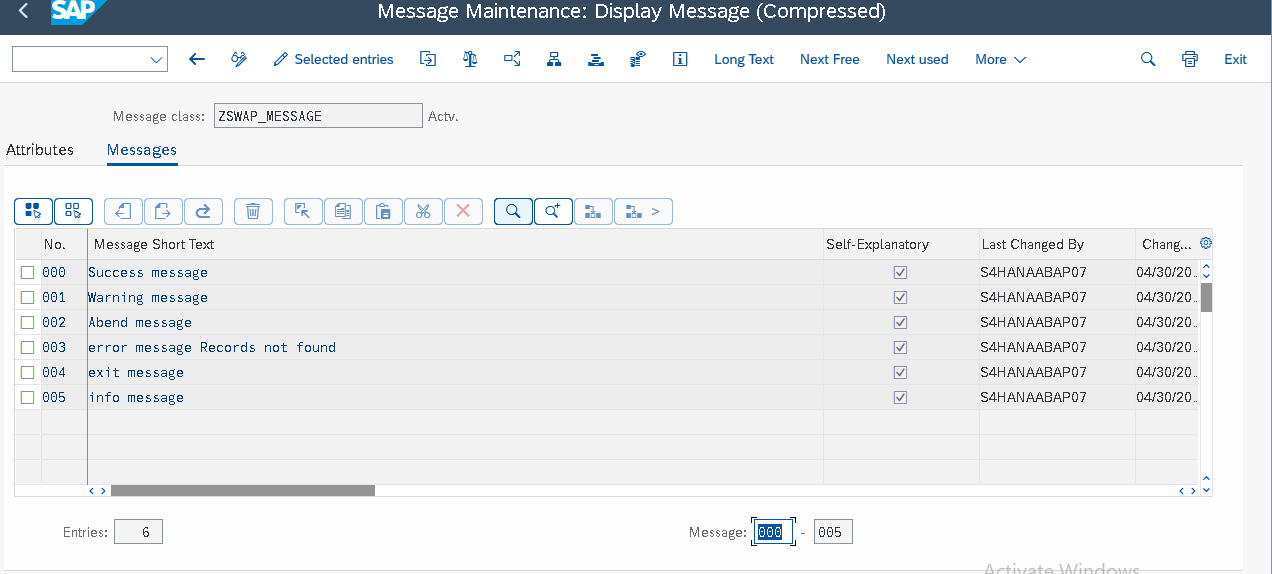 SAP
Message Maintenance: Display Message (Compressed)
Selected entries Long Text Next Free Next used More Exit
Message class: ZSWAP_MESSAGE Actv.
Attributes Messages
No. Message Short Text Self-Explanatory Last Changed By Chang...
000 Success message S4HANAABAP07 04/30/20..
001 Warning message S4HANAABAP07 04/30/20..
002 Abend message S4HANAABAP07 04/30/20..
003 error message Records not found S4HANAABAP07 04/30/20..
004 exit message S4HANAABAP07 04/30/20..
005 info message S4HANAABAP07 04/30/20..
Entries: 6 Message: 000 - 005
Activate Windows